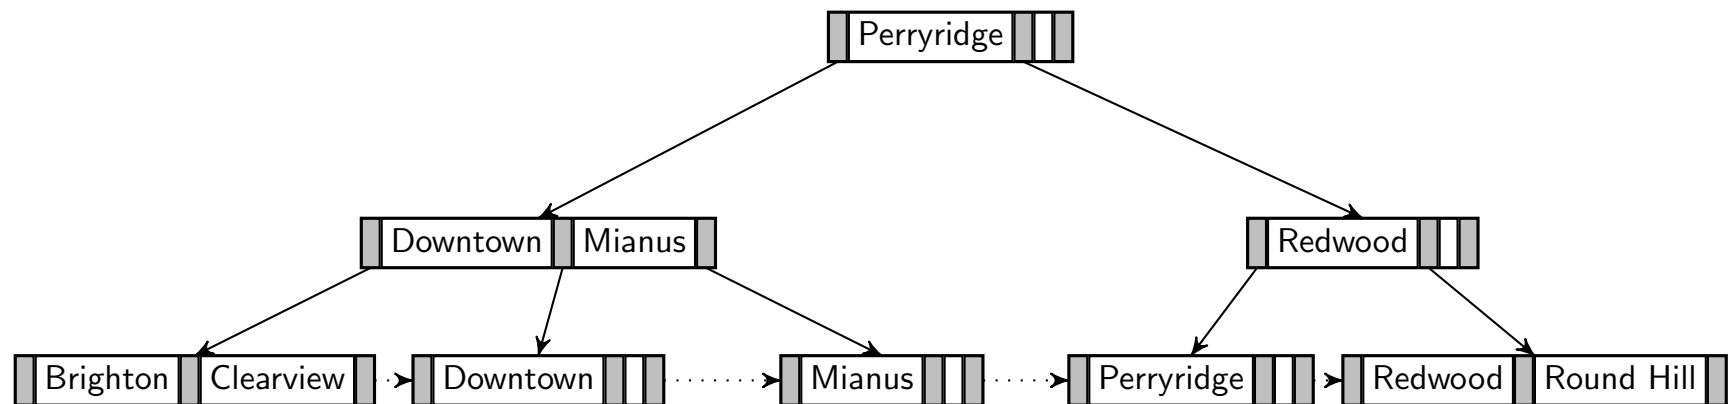 Perryridge
Downtown Mianus Redwood
Brighton Clearview Downtown Mianus Perryridge Redwood Round Hill